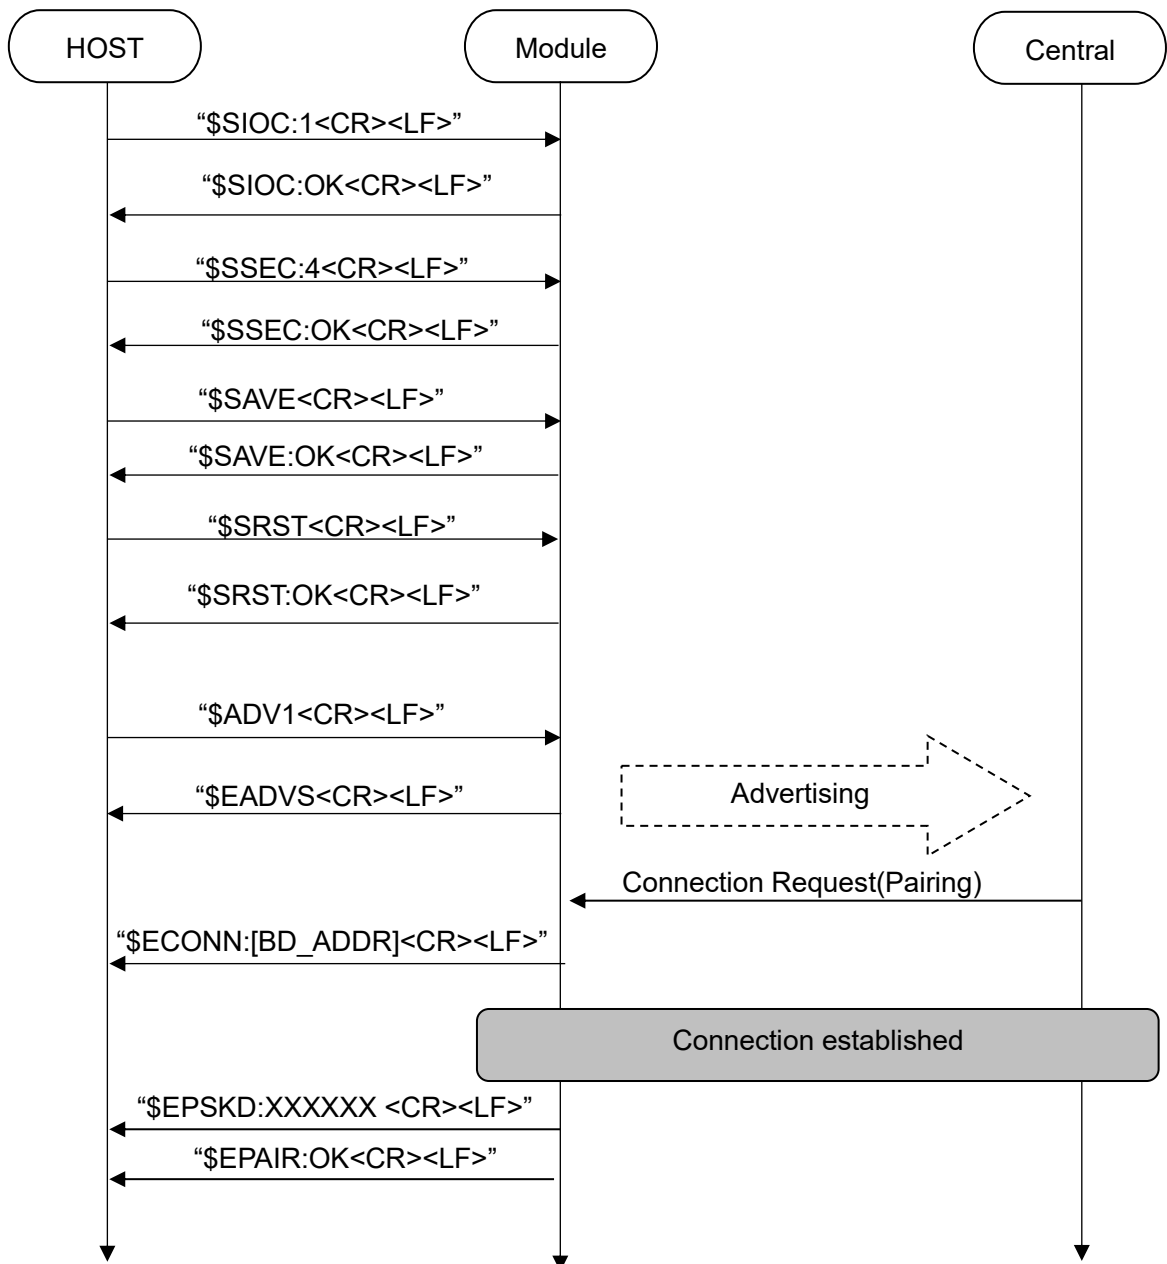 HOST
Module
Central
“$SIOC:1<CR><LF>”
“$SIOC:OK<CR><LF>”
“$SSEC:4<CR><LF>”
“$SSEC:OK<CR><LF>”
“$SAVE<CR><LF>”
“$SAVE:OK<CR><LF>”
“$SRST<CR><LF>”
“$SRST:OK<CR><LF>”
“$ADV1<CR><LF>”
“$EADVS<CR><LF>”
Advertising
Connection Request(Pairing)
“$ECONN:[BD_ADDR]<CR><LF>”
Connection established
“$EPSKD:XXXXXX <CR><LF>”
“$EPAIR:OK<CR><LF>”